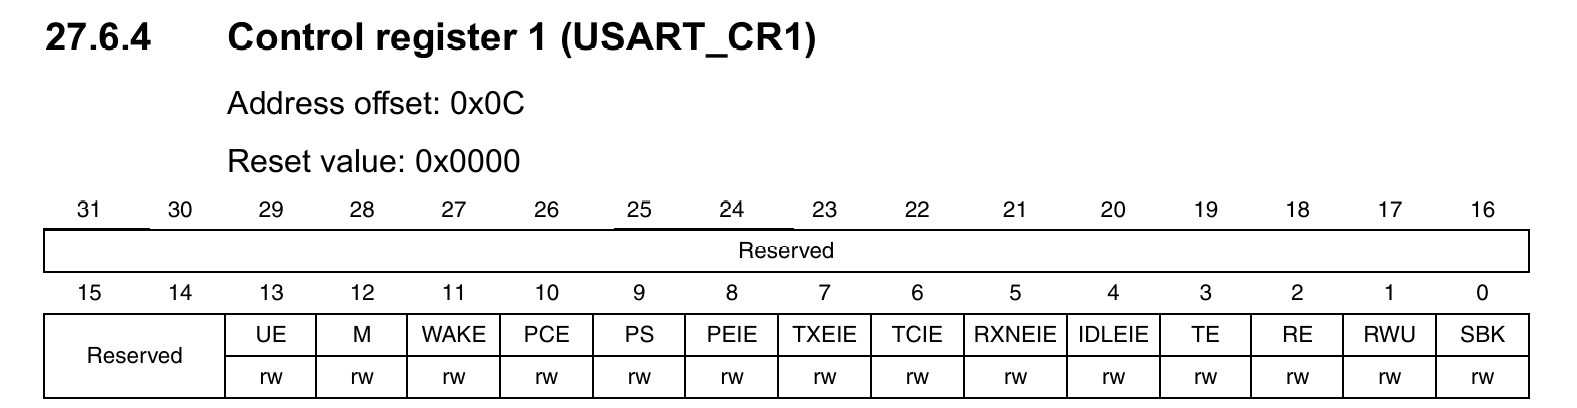 27.6.4 Control register 1 (USART_CR1)
Address offset: 0x0C
Reset value: 0x0000
31 30 29 28 27 26 25 24 23 22 21 20 19 18 17 16
Reserved
15 14 13 12 11 10 9 8 7 6 5 4 3 2 1 0
Reserved UE M WAKE PCE PS PEIE TXEIE TCIE RXNEIE IDLEIE TE RE RWU SBK
rw rw rw rw rw rw rw rw rw rw rw rw rw rw